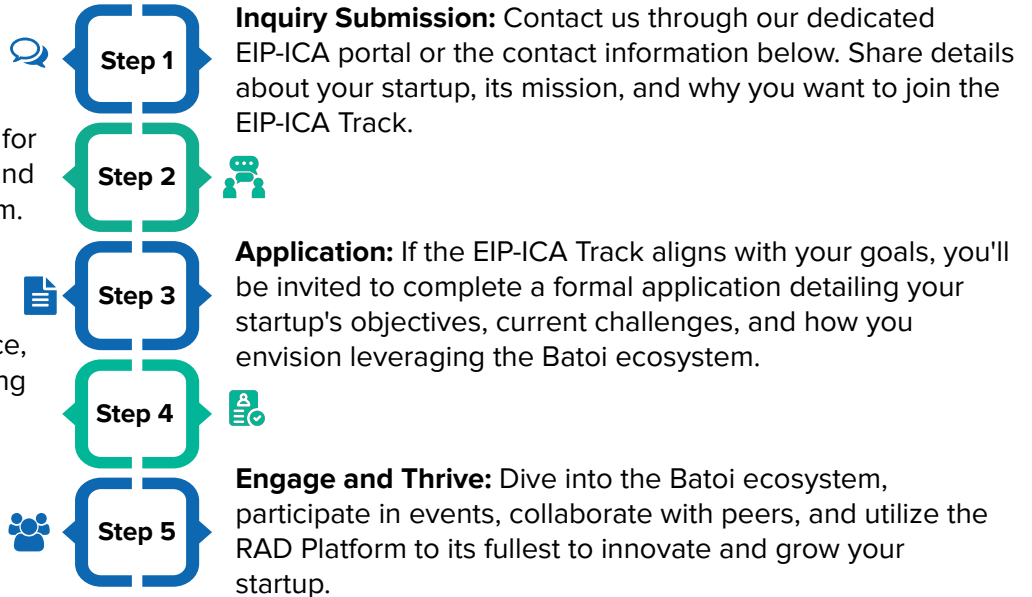 Step 1
Inquiry Submission: Contact us through our dedicated
EIP-ICA portal or the contact information below. Share details
about your startup, its mission, and why you want to join the
EIP-ICA Track.
for
nd
m.
Step 2
Step 3
Application: If the EIP-ICA Track aligns with your goals, you'll
be invited to complete a formal application detailing your
startup's objectives, current challenges, and how you
envision leveraging the Batoi ecosystem.
ce,
ng
Step 4
Step 5
Engage and Thrive: Dive into the Batoi ecosystem,
participate in events, collaborate with peers, and utilize the
RAD Platform to its fullest to innovate and grow your
startup.